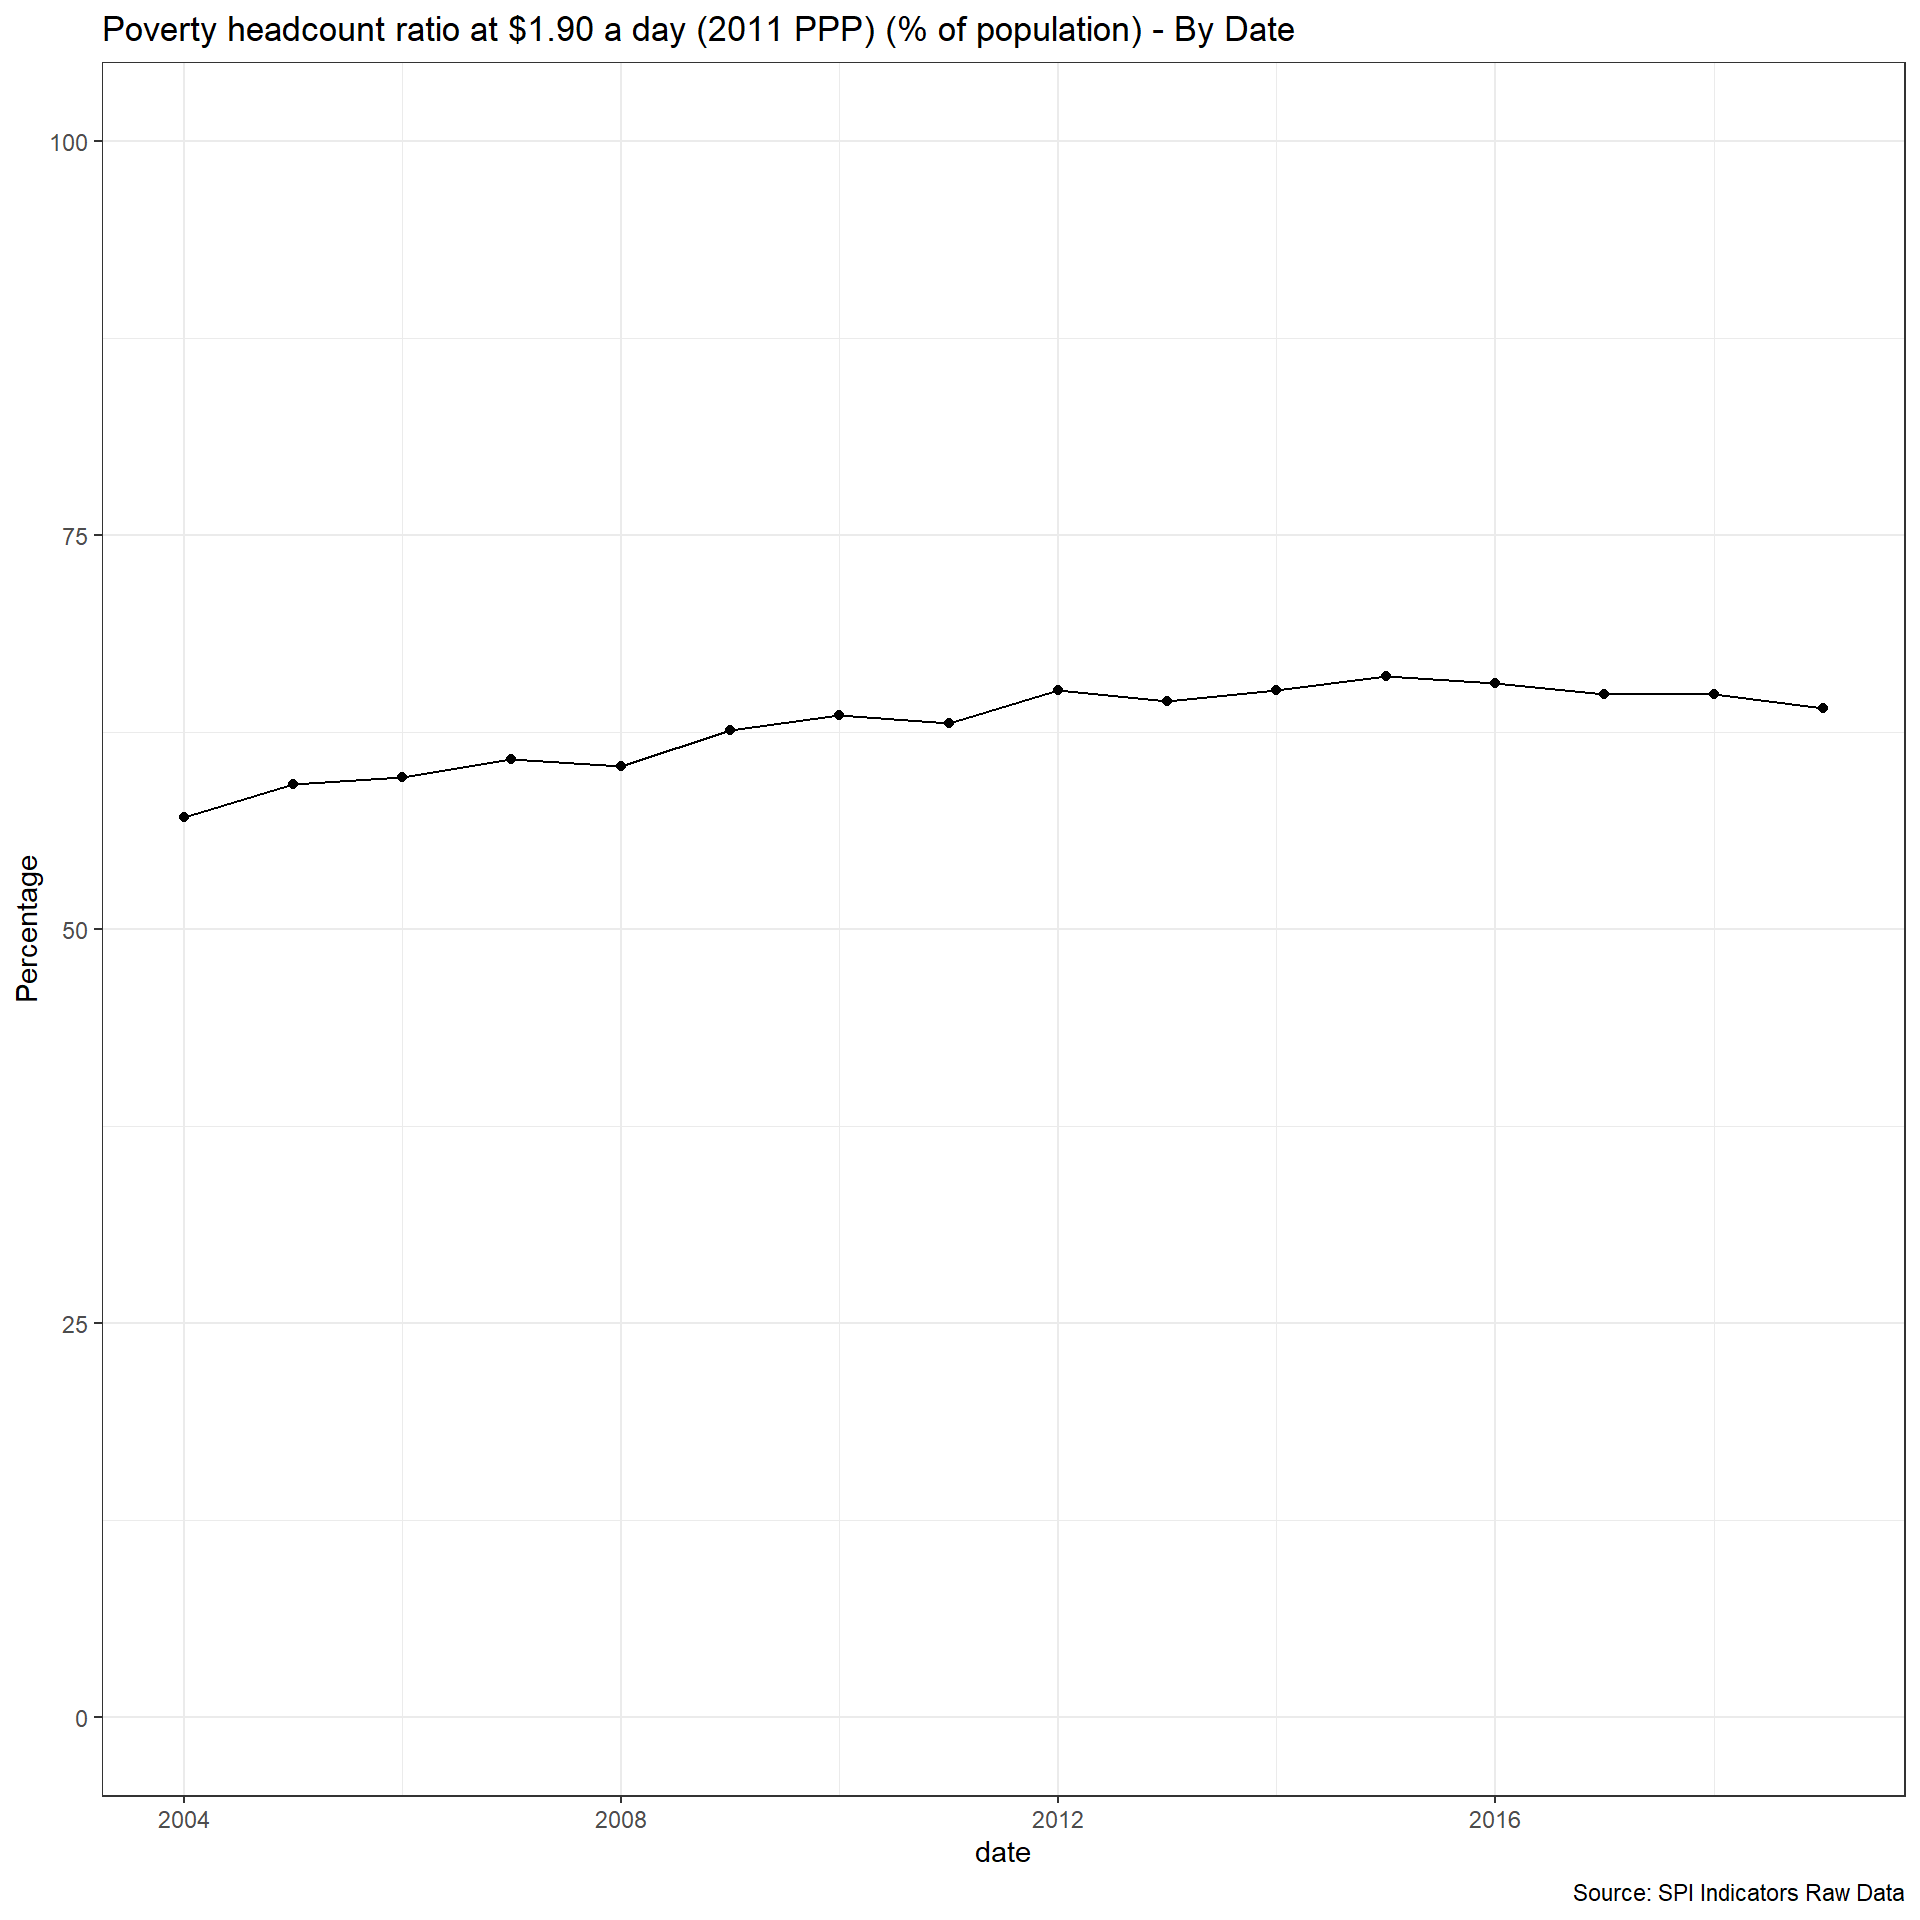 Poverty headcount ratio at $1.90 a day (2011 PPP) (% of population) - By Date
100
75
50
25
0
Percentage
2004 2008 2012 2016
date
Source: SPI Indicators Raw Data